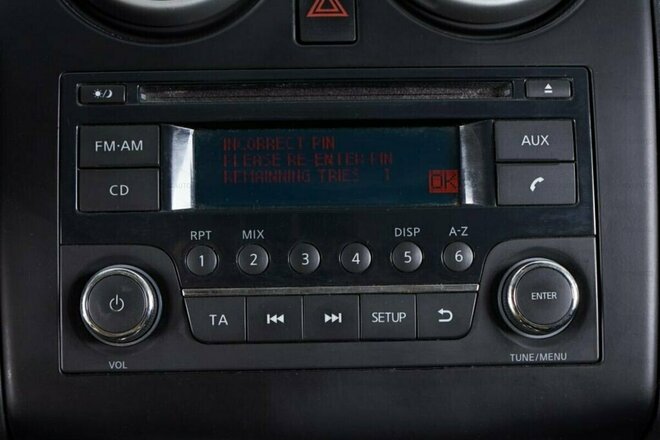 FM·AM
CD
INCORRECT PIN
PLEASE RE-ENTER PIN
REMAINNING TRIES 1
OK
AUX
RPT MIX DISP A-Z
1 2 3 4 5 6
TA SETUP
ENTER
VOL
TUNE/MENU